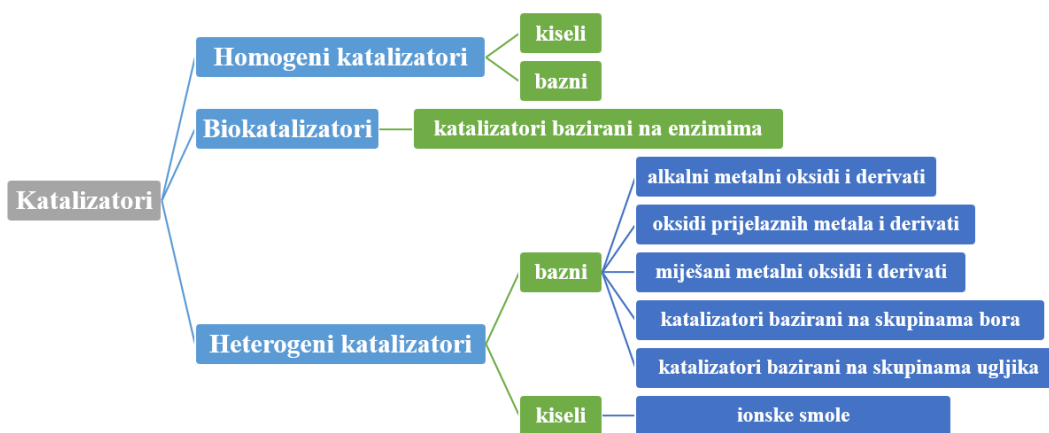 Katalizatori
Homogeni katalizatori
kiseli
bazni
Biokatalizatori
katalizatori bazirani na enzimima
Heterogeni katalizatori
bazni
alkalni metalni oksidi i derivati
oksidi prijelaznih metala i derivati
miješani metalni oksidi i derivati
katalizatori bazirani na skupinama bora
katalizatori bazirani na skupinama ugljika
kiseli
ionske smole